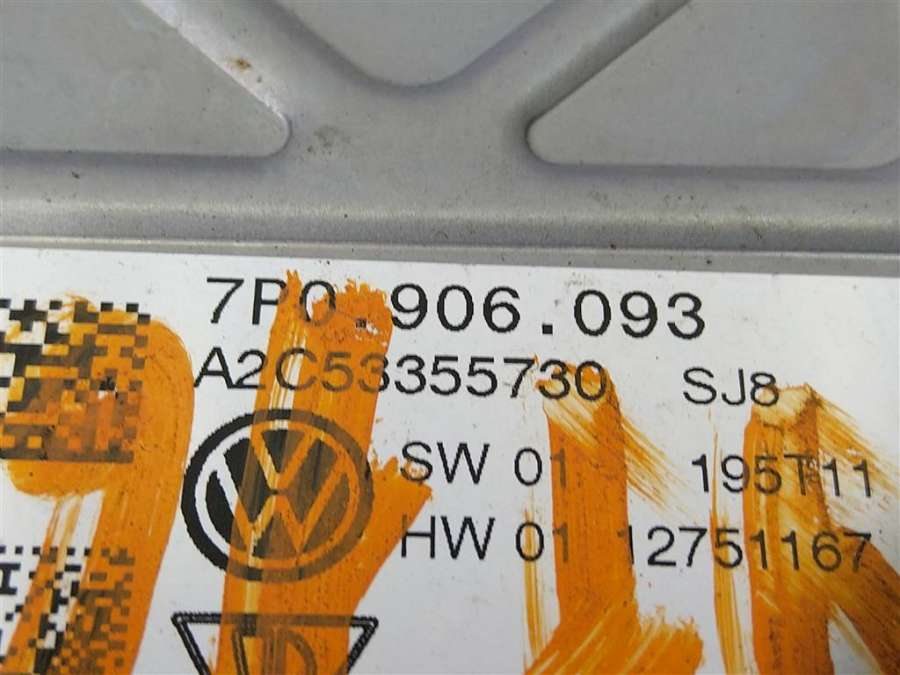 7P0.906.093
A2C53355730 SJ8
SW 01 195T11
HW 01 12751167